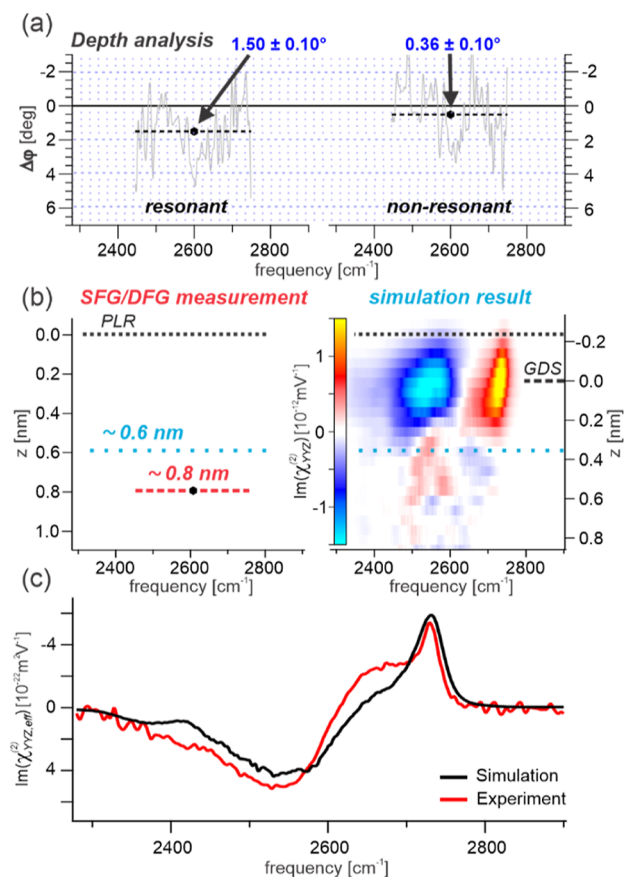 (a)
Depth analysis
1.50 ± 0.10° 0.36 ± 0.10°
-2 -2
0 0
2 2
4 4
6 6
Δφ [deg]
resonant non-resonant
2400 2600 2800 2400 2600 2800
frequency [cm⁻¹]
(b)
SFG/DFG measurement simulation result
PLR
GDS
0.0
0.2
0.4
0.6
0.8
1.0
z [nm]
~ 0.6 nm
~ 0.8 nm
1
0
-1
Im(χ⁽²⁾YYZ) [10⁻¹²mV⁻¹]
-0.2
0.0
0.2
0.4
0.6
0.8
z [nm]
2400 2600 2800 2400 2600 2800
frequency [cm⁻¹] frequency [cm⁻¹]
(c)
-4
0
4
Im(χ⁽²⁾YYZ,eff) [10⁻²²m²V⁻¹]
Simulation
Experiment
2400 2600 2800
frequency [cm⁻¹]